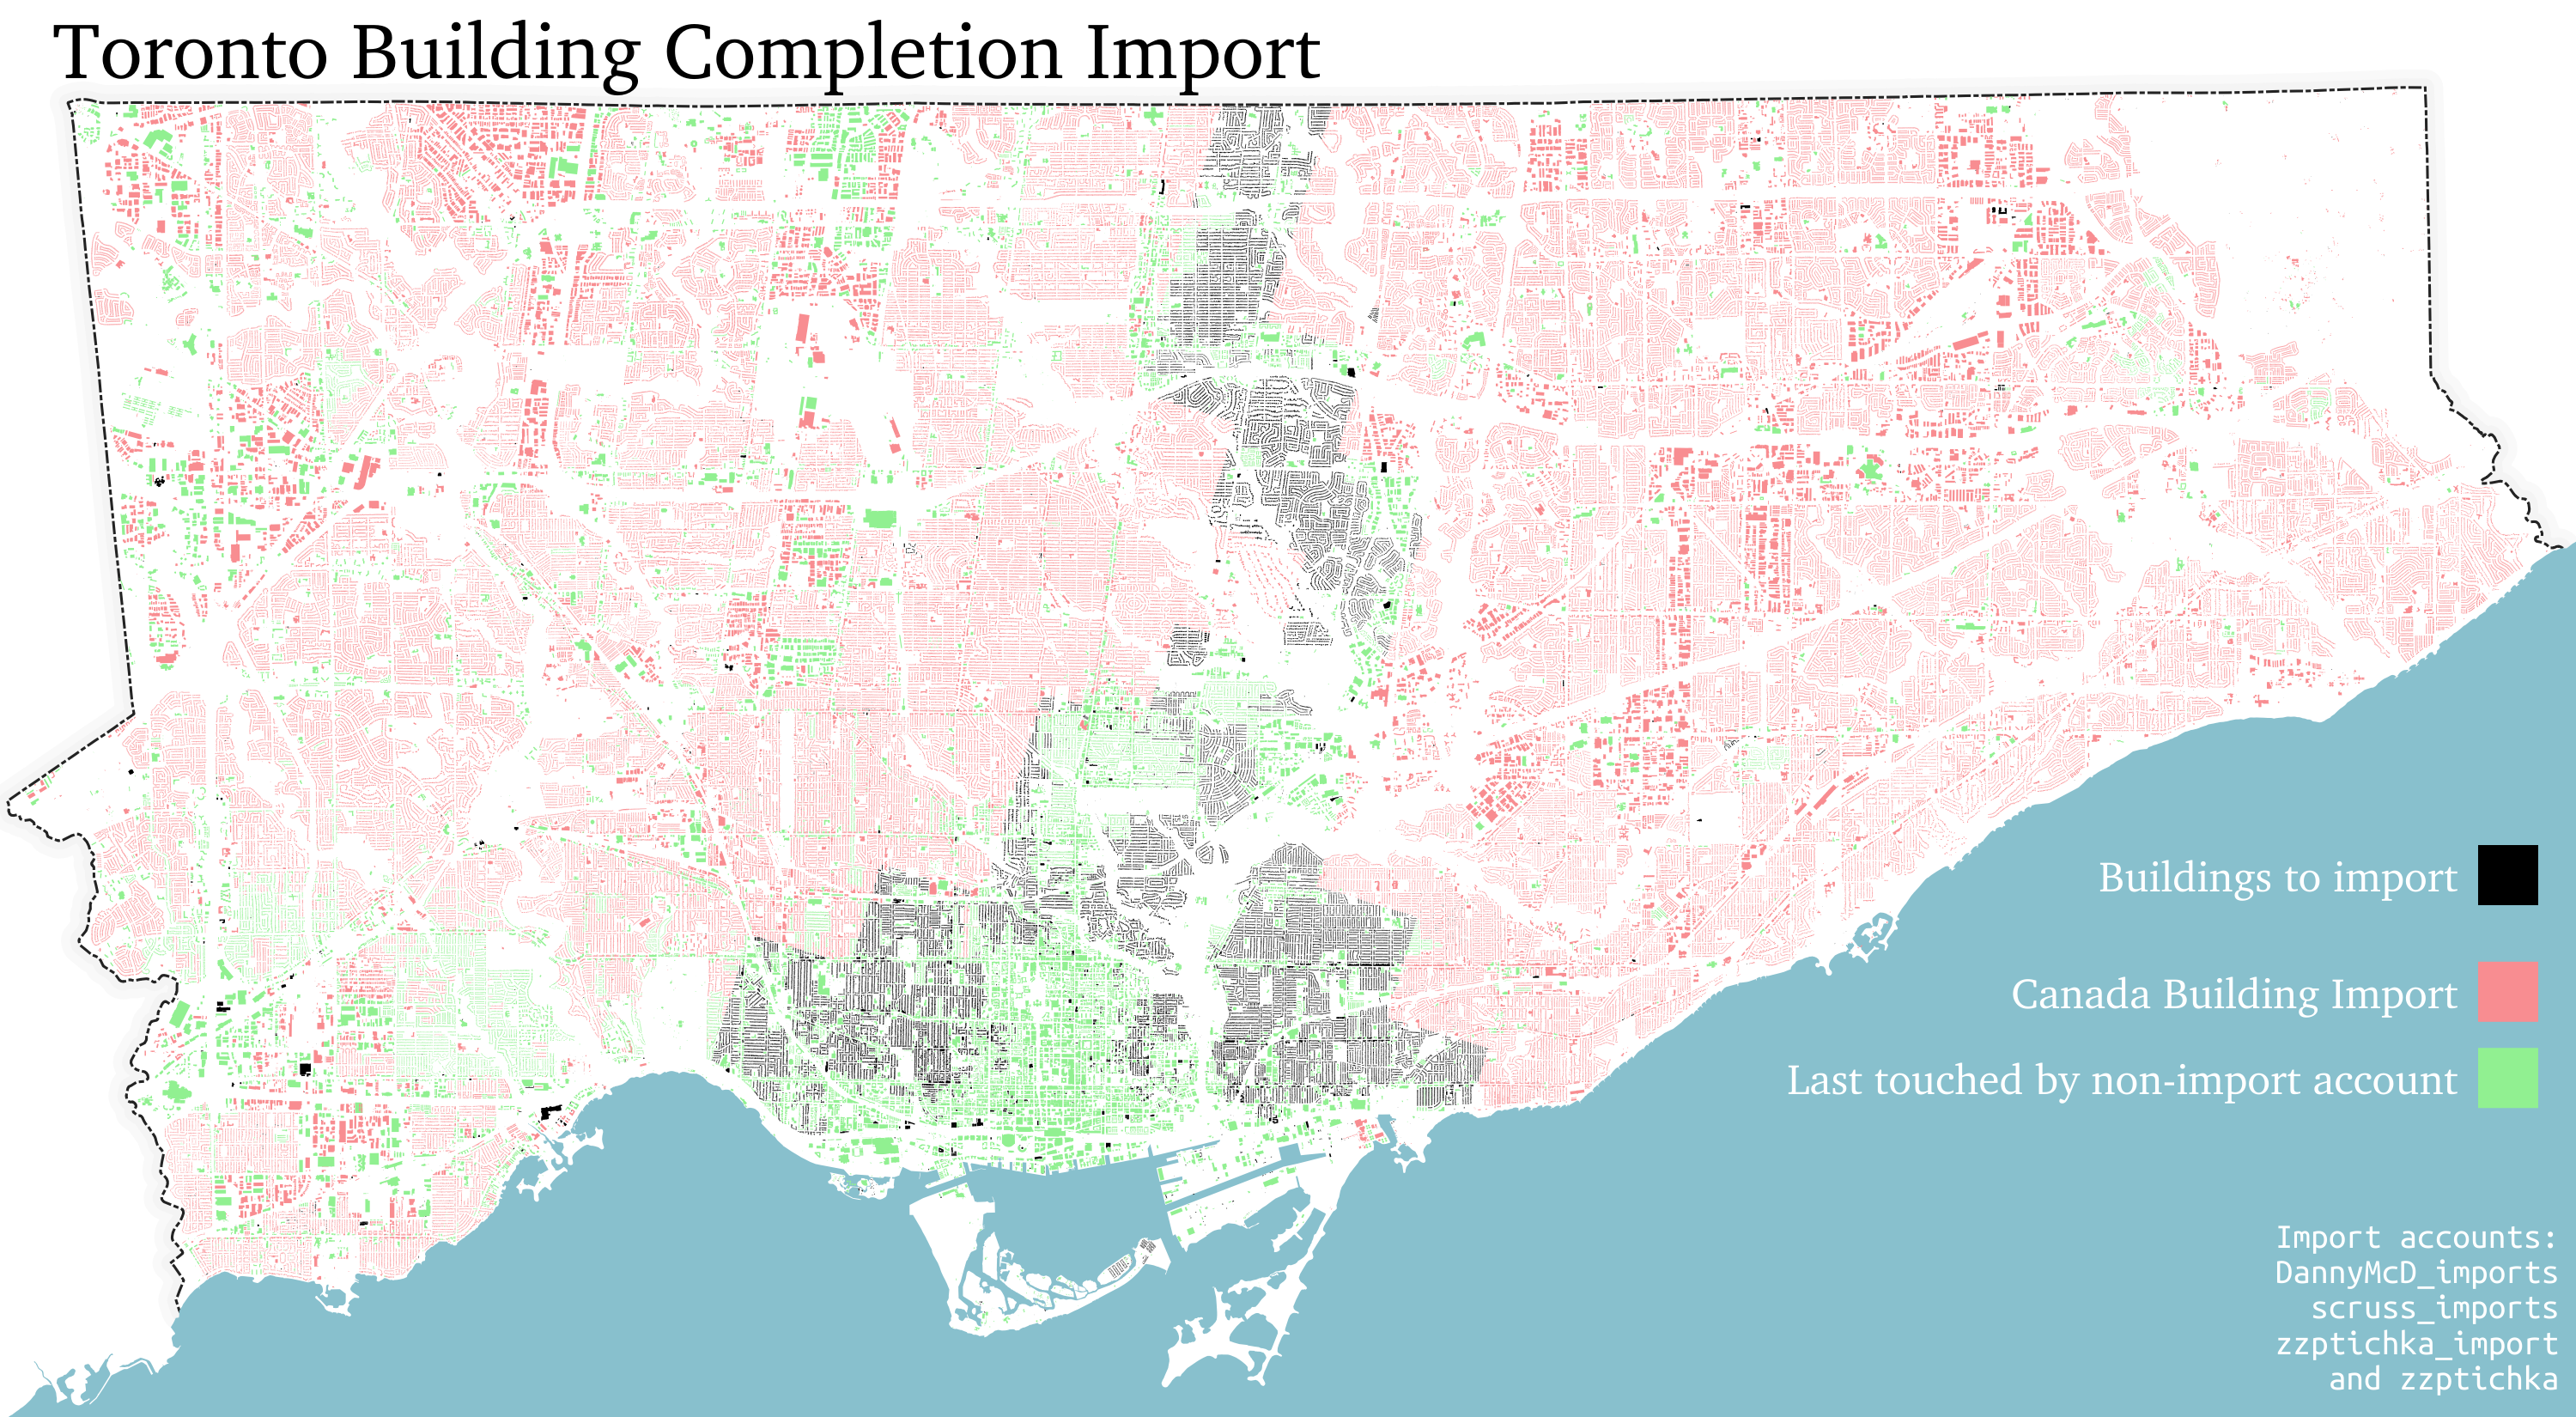 Toronto Building Completion Import
Buildings to import
Canada Building Import
Last touched by non-import account
Import accounts:
DannyMcD_imports
scruss_imports
zzptichka_import
and zzptichka